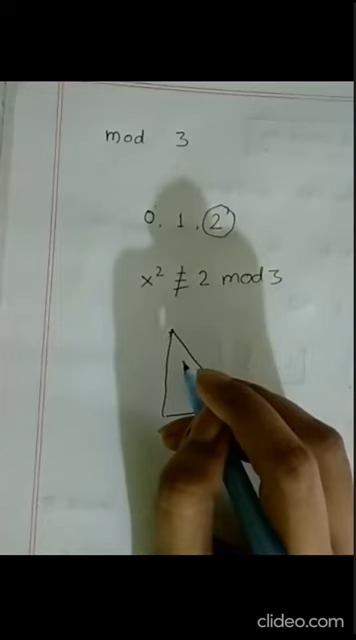 mod 3
0, 1, 2
x² ≢ 2 mod 3
clideo.com